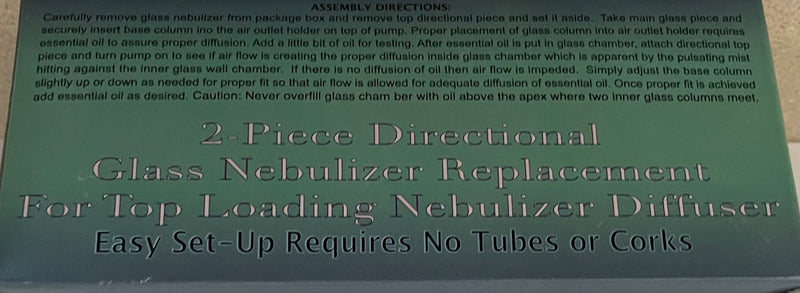 ASSEMBLY DIRECTIONS:
Carefully remove glass nebulizer from package box and remove top directional piece and set it aside. Take main glass piece and
securely insert base column ino the air outlet holder on top of pump. Proper placement of glass column into air outlet holder requires
essential oil to assure proper diffusion. Add a little bit of oil for testing. After essential oil is put in glass chamber, attach directional top
piece and turn pump on to see if air flow is creating the proper diffusion inside glass chamber which is apparent by the pulsating mist
hitting against the inner glass wall chamber. If there is no diffusion of oil then air flow is impeded. Simply adjust the base column
slightly up or down as needed for proper fit so that air flow is allowed for adequate diffusion of essential oil. Once proper fit is achieved
add essential oil as desired. Caution: Never overfill glass cham ber with oil above the apex where two inner glass columns meet.
2-Piece Directional
Glass Nebulizer Replacement
For Top Loading Nebulizer Diffuser
Easy Set-Up Requires No Tubes or Corks